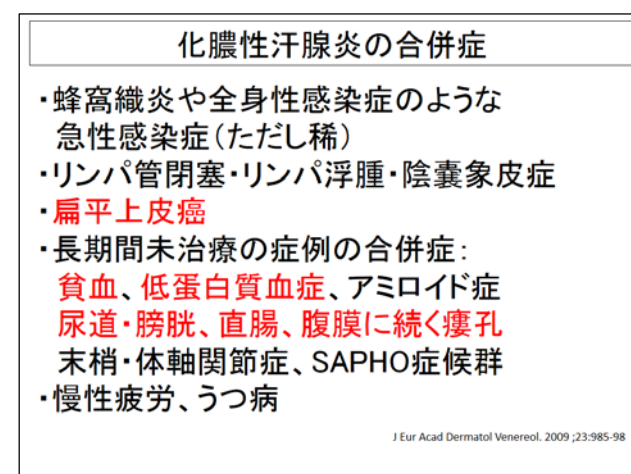 化膿性汗腺炎の合併症
・蜂窩織炎や全身性感染症のような
急性感染症(ただし稀)
・リンパ管閉塞・リンパ浮腫・陰嚢象皮症
・扁平上皮癌
・長期間未治療の症例の合併症:
貧血、低蛋白質血症、アミロイド症
尿道・膀胱、直腸、腹膜に続く瘻孔
末梢・体軸関節症、SAPHO症候群
・慢性疲労、うつ病
J Eur Acad Dermatol Venereol. 2009 ;23:985-98